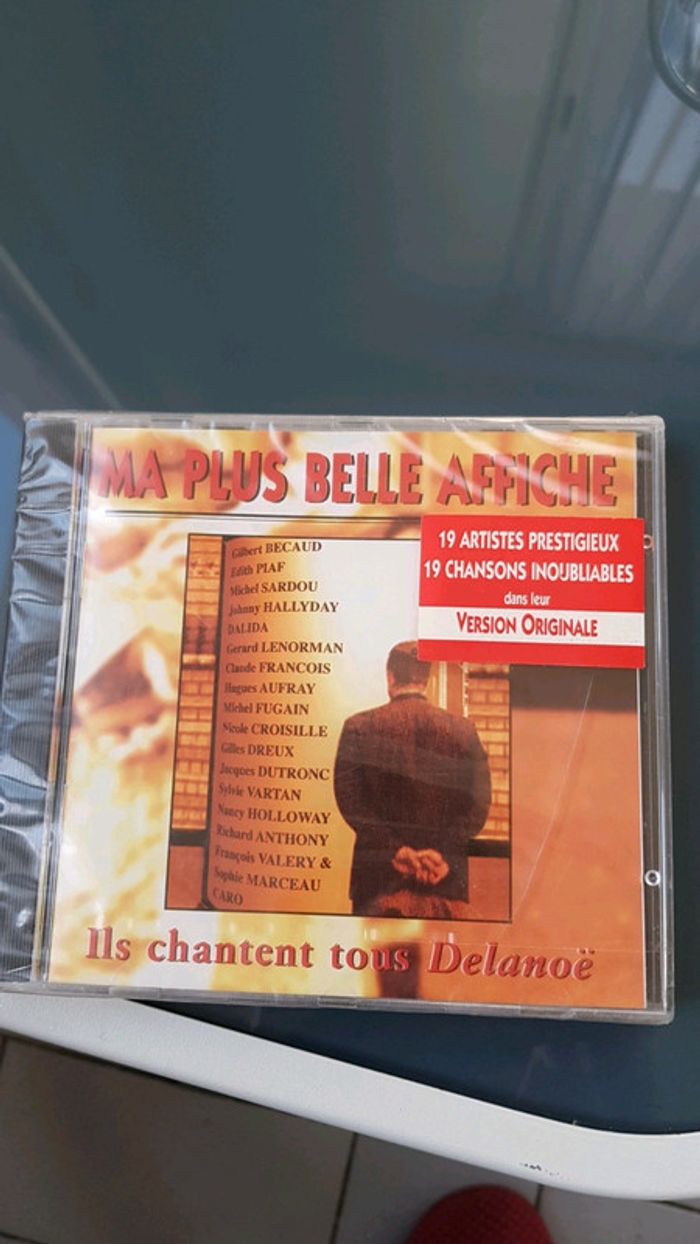 MA PLUS BELLE AFFICHE
19 ARTISTES PRESTIGIEUX
19 CHANSONS INOUBLIABLES
dans leur
VERSION ORIGINALE
Gilbert BECAUD
Edith PIAF
Michel SARDOU
Johnny HALLYDAY
DALIDA
Gerard LENORMAN
Claude FRANCOIS
Hugues AUFRAY
Michel FUGAIN
Nicole CROISILLE
Gilles DREUX
Jacques DUTRONC
Sylvie VARTAN
Nancy HOLLOWAY
Richard ANTHONY
François VALERY &
Sophie MARCEAU
CARO
Ils chantent tous Delanoë